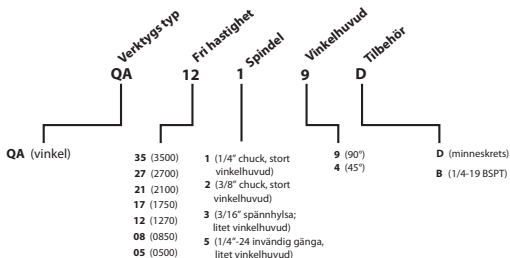 Verktygs typ
Fri hastighet
Spindel
Vinkelhuvud
Tilbehör
QA 12 1 9 D
QA (vinkel)
35 (3500)
27 (2700)
21 (2100)
17 (1750)
12 (1270)
08 (0850)
05 (0500)
1 (1/4" chuck, stort
vinkelhuvud)
2 (3/8" chuck, stort
vinkelhuvud)
3 (3/16" spännhylsa;
litet vinkelhuvud)
5 (1/4"-24 invändig gänga,
litet vinkelhuvud)
9 (90°)
4 (45°)
D (minneskrets)
B (1/4-19 BSPT)